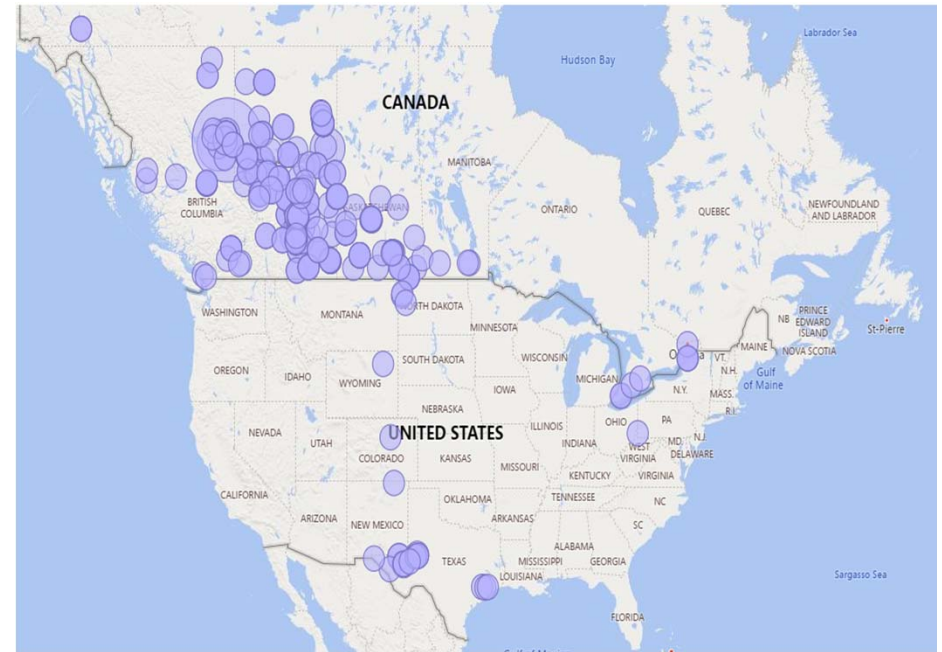 Labrador Sea
Hudson Bay
CANADA
MANITOBA
BRITISH
COLUMBIA
ONTARIO
QUEBEC
NEWFOUNDLAND
AND LABRADOR
WASHINGTON
MONTANA
MINNESOTA
NB
PRINCE
EDWARD
ISLAND
St-Pierre
MAINE
NOVA SCOTIA
OREGON
IDAHO
WYOMING
SOUTH DAKOTA
WISCONSIN
MICHIGAN
VT.
N.H.
Gulf
of Maine
N.Y.
MASS.
R.I.
IOWA
NEBRASKA
NEVADA
UTAH
UNITED STATES
COLORADO
KANSAS
ILLINOIS
INDIANA
OHIO
PA
N.J.
MD.
DELAWARE
WEST
VIRGINIA
MISSOURI
KENTUCKY
VIRGINIA
CALIFORNIA
ARIZONA
NEW MEXICO
OKLAHOMA
ARKANSAS
TENNESSEE
NC
SC
TEXAS
MISSISSIPPI
ALABAMA
GEORGIA
LOUISIANA
FLORIDA
Sargasso Sea